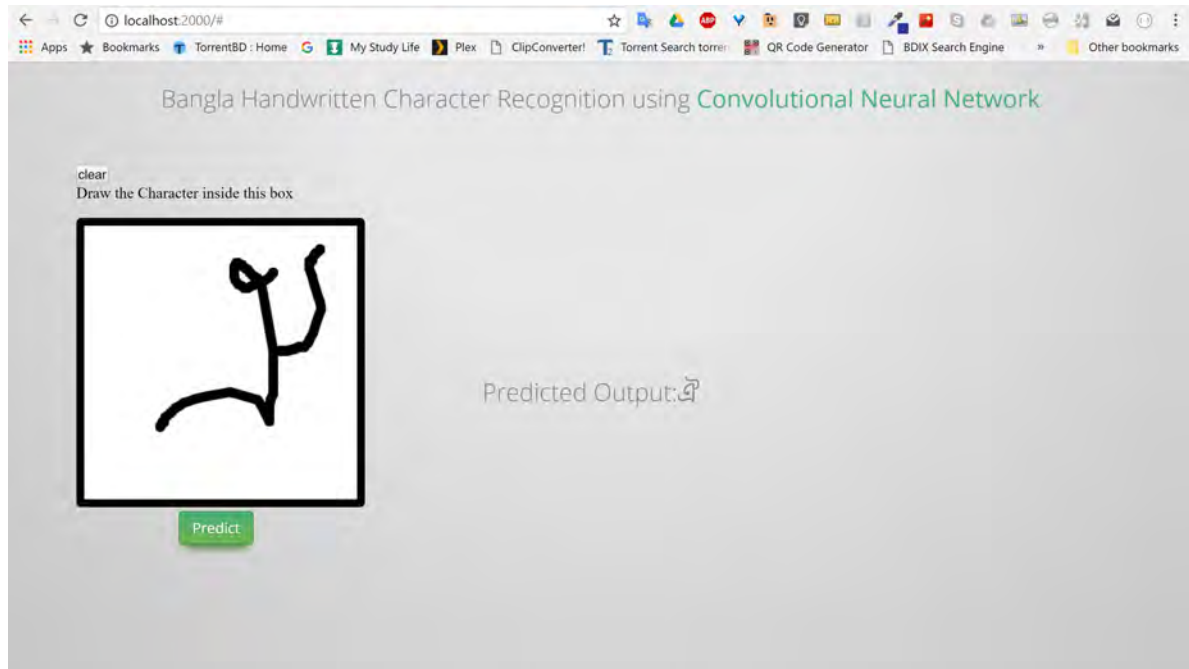 localhost:2000/#
Apps Bookmarks TorrentBD : Home My Study Life Plex ClipConverter! Torrent Search torren QR Code Generator BDIX Search Engine » Other bookmarks
Bangla Handwritten Character Recognition using Convolutional Neural Network
clear
Draw the Character inside this box
Predicted Output:ঐ
Predict